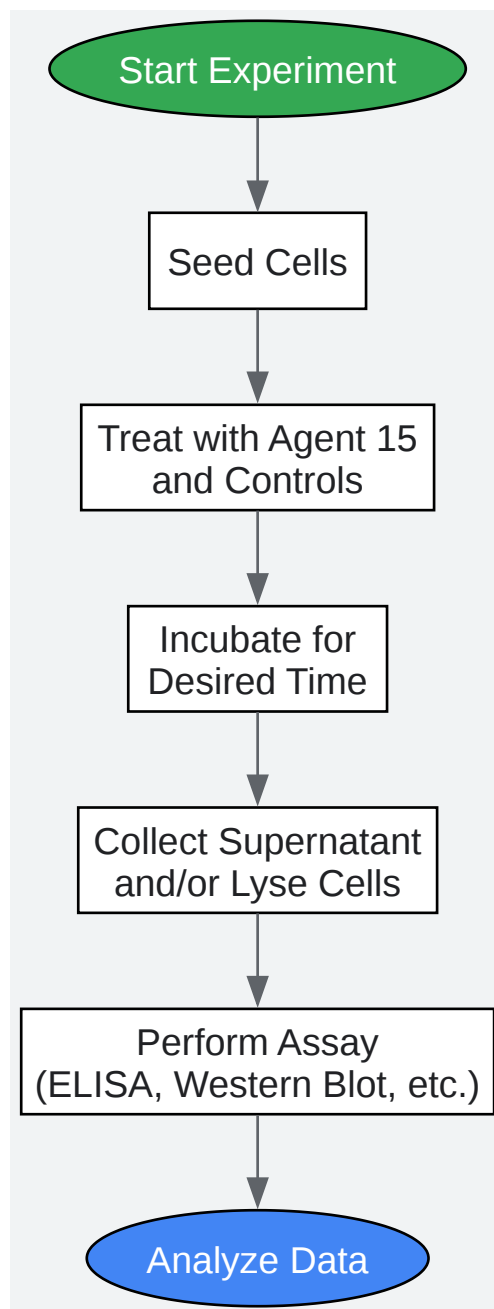 Start Experiment
Seed Cells
Treat with Agent 15
and Controls
Incubate for
Desired Time
Collect Supernatant
and/or Lyse Cells
Perform Assay
(ELISA, Western Blot, etc.)
Analyze Data